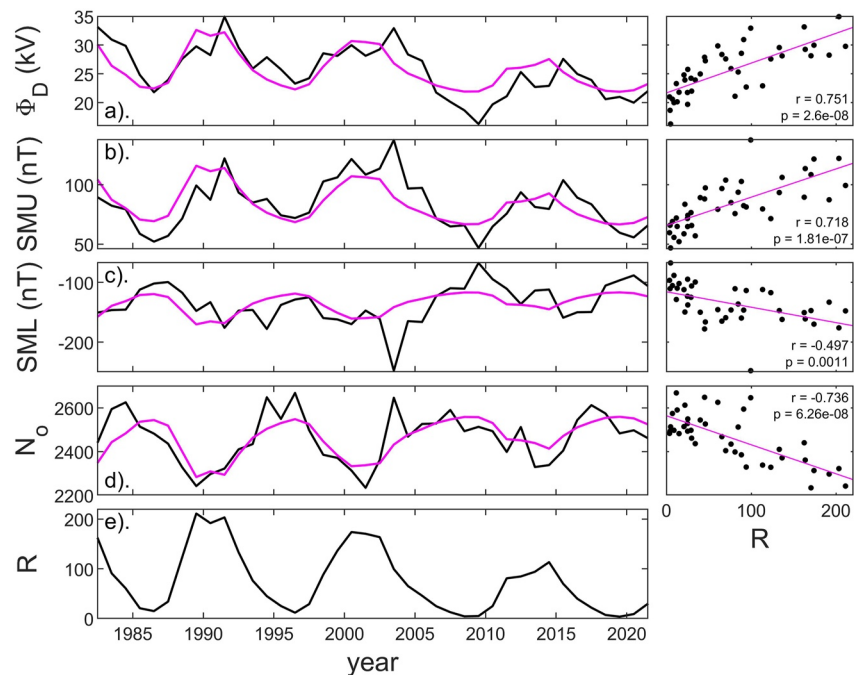 Φ_D (kV)
35
30
25
20
a).
r = 0.751
p = 2.6e-08
SMU (nT)
100
50
b).
r = 0.718
p = 1.81e-07
SML (nT)
-100
-200
c).
r = -0.497
p = 0.0011
N_o
2600
2400
2200
d).
r = -0.736
p = 6.26e-08
0 100 200
R
R
200
100
0
e).
1985 1990 1995 2000 2005 2010 2015 2020
year